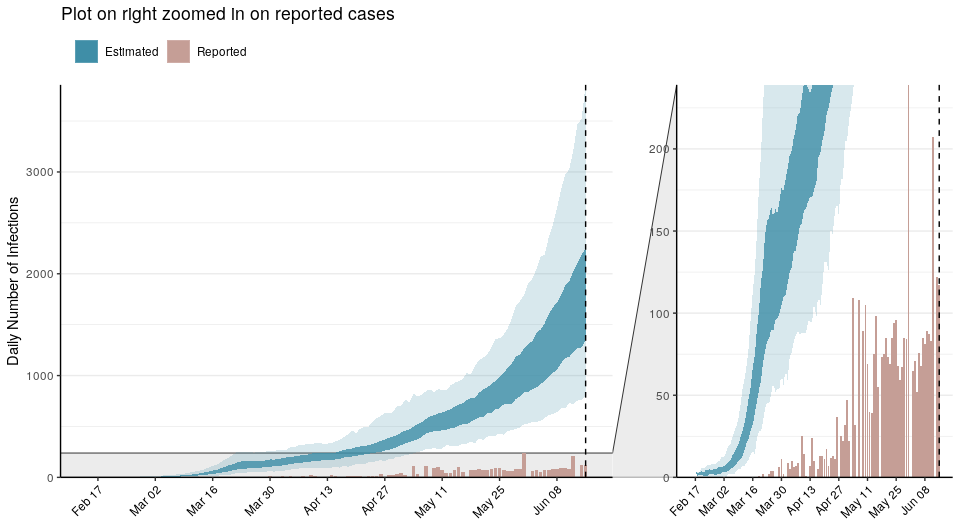 Plot on right zoomed in on reported cases
Estimated
Reported
Daily Number of Infections
3000
2000
1000
0
Feb 17
Mar 02
Mar 16
Mar 30
Apr 13
Apr 27
May 11
May 25
Jun 08
200
150
100
50
0
Feb 17
Mar 02
Mar 16
Mar 30
Apr 13
Apr 27
May 11
May 25
Jun 08